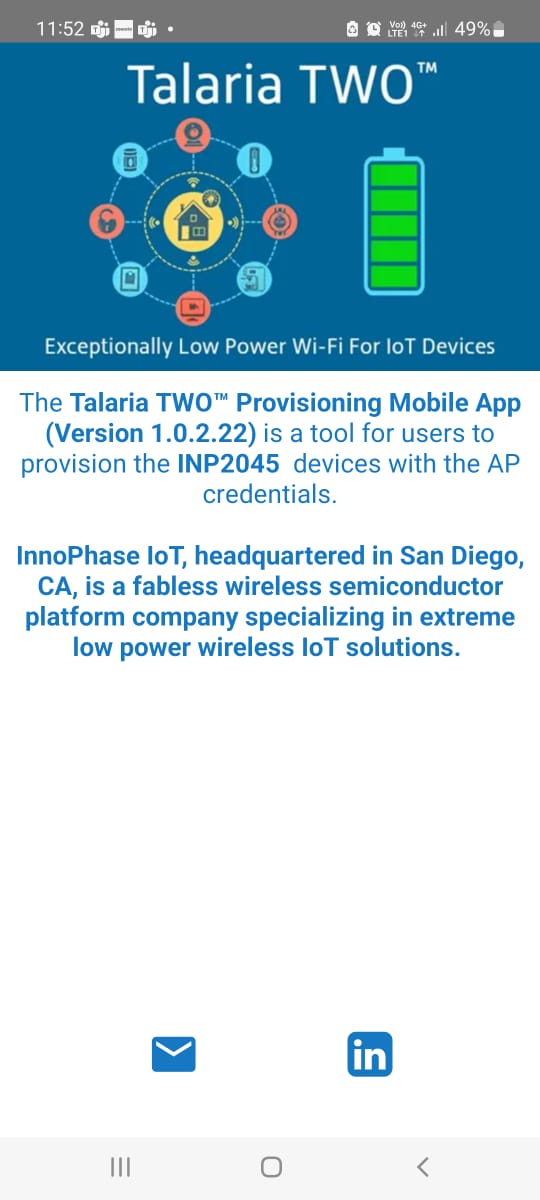 11:52 Vo)) 4G+ 49%
LTE1
Talaria TWO™
Exceptionally Low Power Wi-Fi For IoT Devices
The Talaria TWO™ Provisioning Mobile App
(Version 1.0.2.22) is a tool for users to
provision the INP2045 devices with the AP
credentials.
InnoPhase IoT, headquartered in San Diego,
CA, is a fabless wireless semiconductor
platform company specializing in extreme
low power wireless IoT solutions.
in